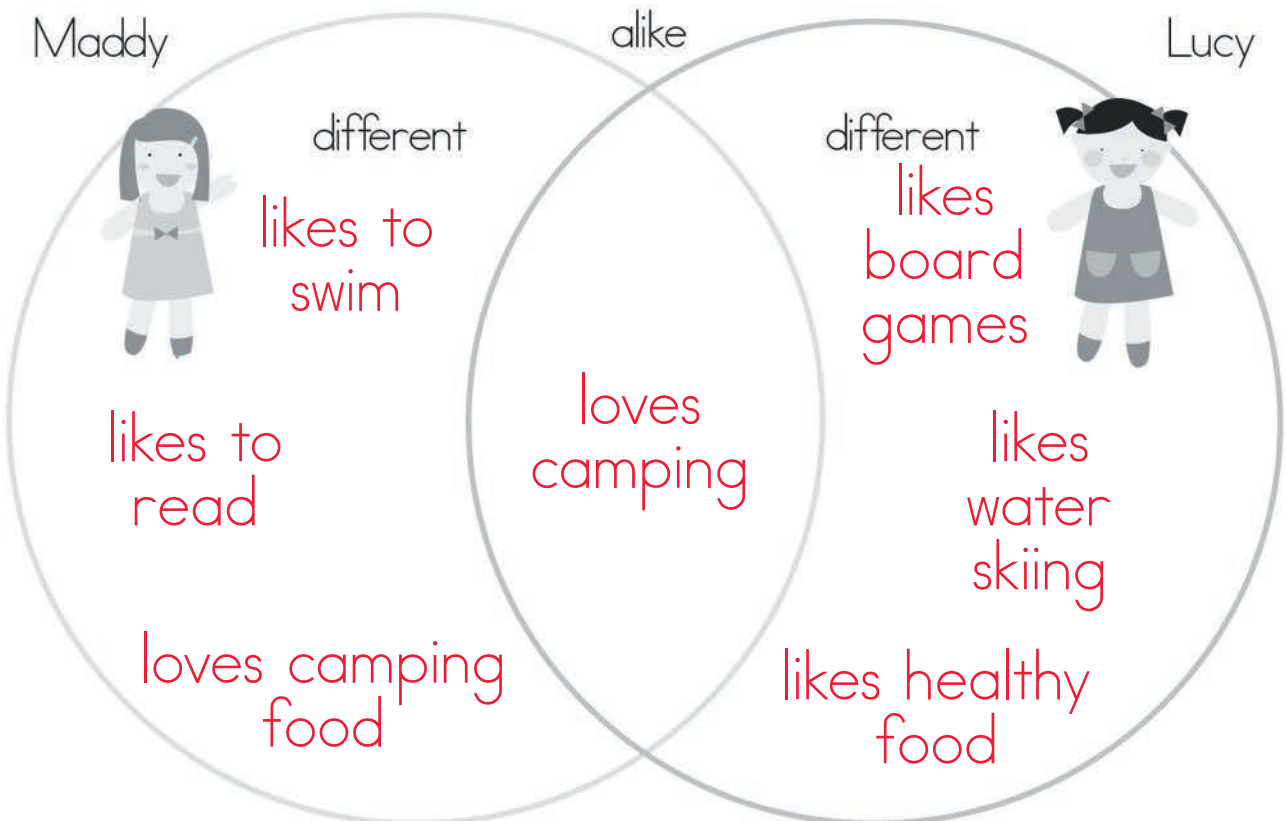 Maddy
alike
Lucy
different
likes to
swim
likes to
read
loves camping
food
loves
camping
different
likes
board
games
likes
water
skiing
likes healthy
food